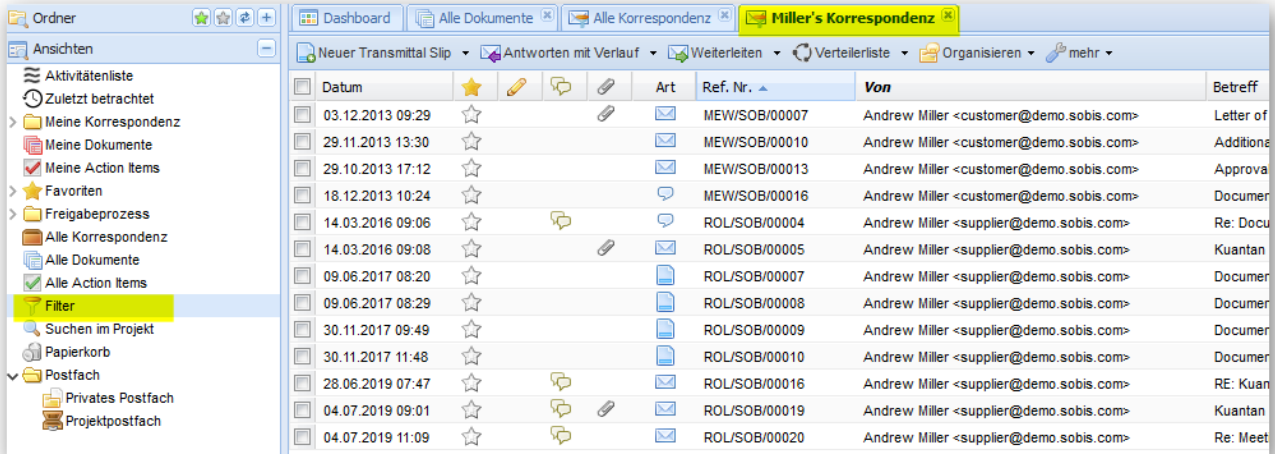 Ordner
Ansichten
Aktivitätenliste
Zuletzt betrachtet
Meine Korrespondenz
Meine Dokumente
Meine Action Items
Favoriten
Freigabeprozess
Alle Korrespondenz
Alle Dokumente
Alle Action Items
Filter
Suchen im Projekt
Papierkorb
Postfach
Privates Postfach
Projektpostfach
Dashboard Alle Dokumente Alle Korrespondenz Miller's Korrespondenz
Neuer Transmittal Slip Antworten mit Verlauf Weiterleiten Verteilerliste Organisieren mehr
Datum Art Ref. Nr. Von Betreff
03.12.2013 09:29 MEW/SOB/00007 Andrew Miller <customer@demo.sobis.com> Letter of
29.11.2013 13:30 MEW/SOB/00010 Andrew Miller <customer@demo.sobis.com> Additiona
29.10.2013 17:12 MEW/SOB/00013 Andrew Miller <customer@demo.sobis.com> Approval
18.12.2013 10:24 MEW/SOB/00016 Andrew Miller <customer@demo.sobis.com> Documen
14.03.2016 09:06 ROL/SOB/00004 Andrew Miller <supplier@demo.sobis.com> Re: Docu
14.03.2016 09:08 ROL/SOB/00005 Andrew Miller <supplier@demo.sobis.com> Kuantan
09.06.2017 08:20 ROL/SOB/00007 Andrew Miller <supplier@demo.sobis.com> Documen
09.06.2017 08:29 ROL/SOB/00008 Andrew Miller <supplier@demo.sobis.com> Documen
30.11.2017 09:49 ROL/SOB/00009 Andrew Miller <supplier@demo.sobis.com> Documen
30.11.2017 11:48 ROL/SOB/00010 Andrew Miller <supplier@demo.sobis.com> Documen
28.06.2019 07:47 ROL/SOB/00016 Andrew Miller <supplier@demo.sobis.com> RE: Kuan
04.07.2019 09:01 ROL/SOB/00019 Andrew Miller <supplier@demo.sobis.com> Kuantan
04.07.2019 11:09 ROL/SOB/00020 Andrew Miller <supplier@demo.sobis.com> Re: Meet